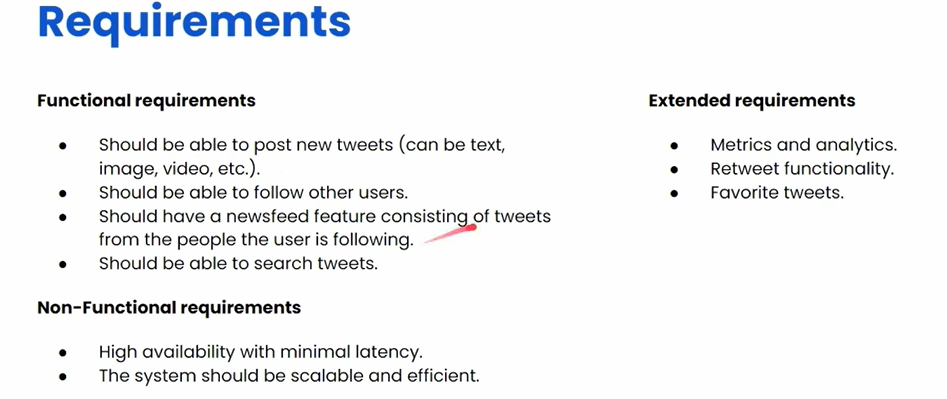 Requirements
Functional requirements
● Should be able to post new tweets (can be text,
image, video, etc.).
● Should be able to follow other users.
● Should have a newsfeed feature consisting of tweets
from the people the user is following.
● Should be able to search tweets.
Non-Functional requirements
● High availability with minimal latency.
● The system should be scalable and efficient.
Extended requirements
● Metrics and analytics.
● Retweet functionality.
● Favorite tweets.